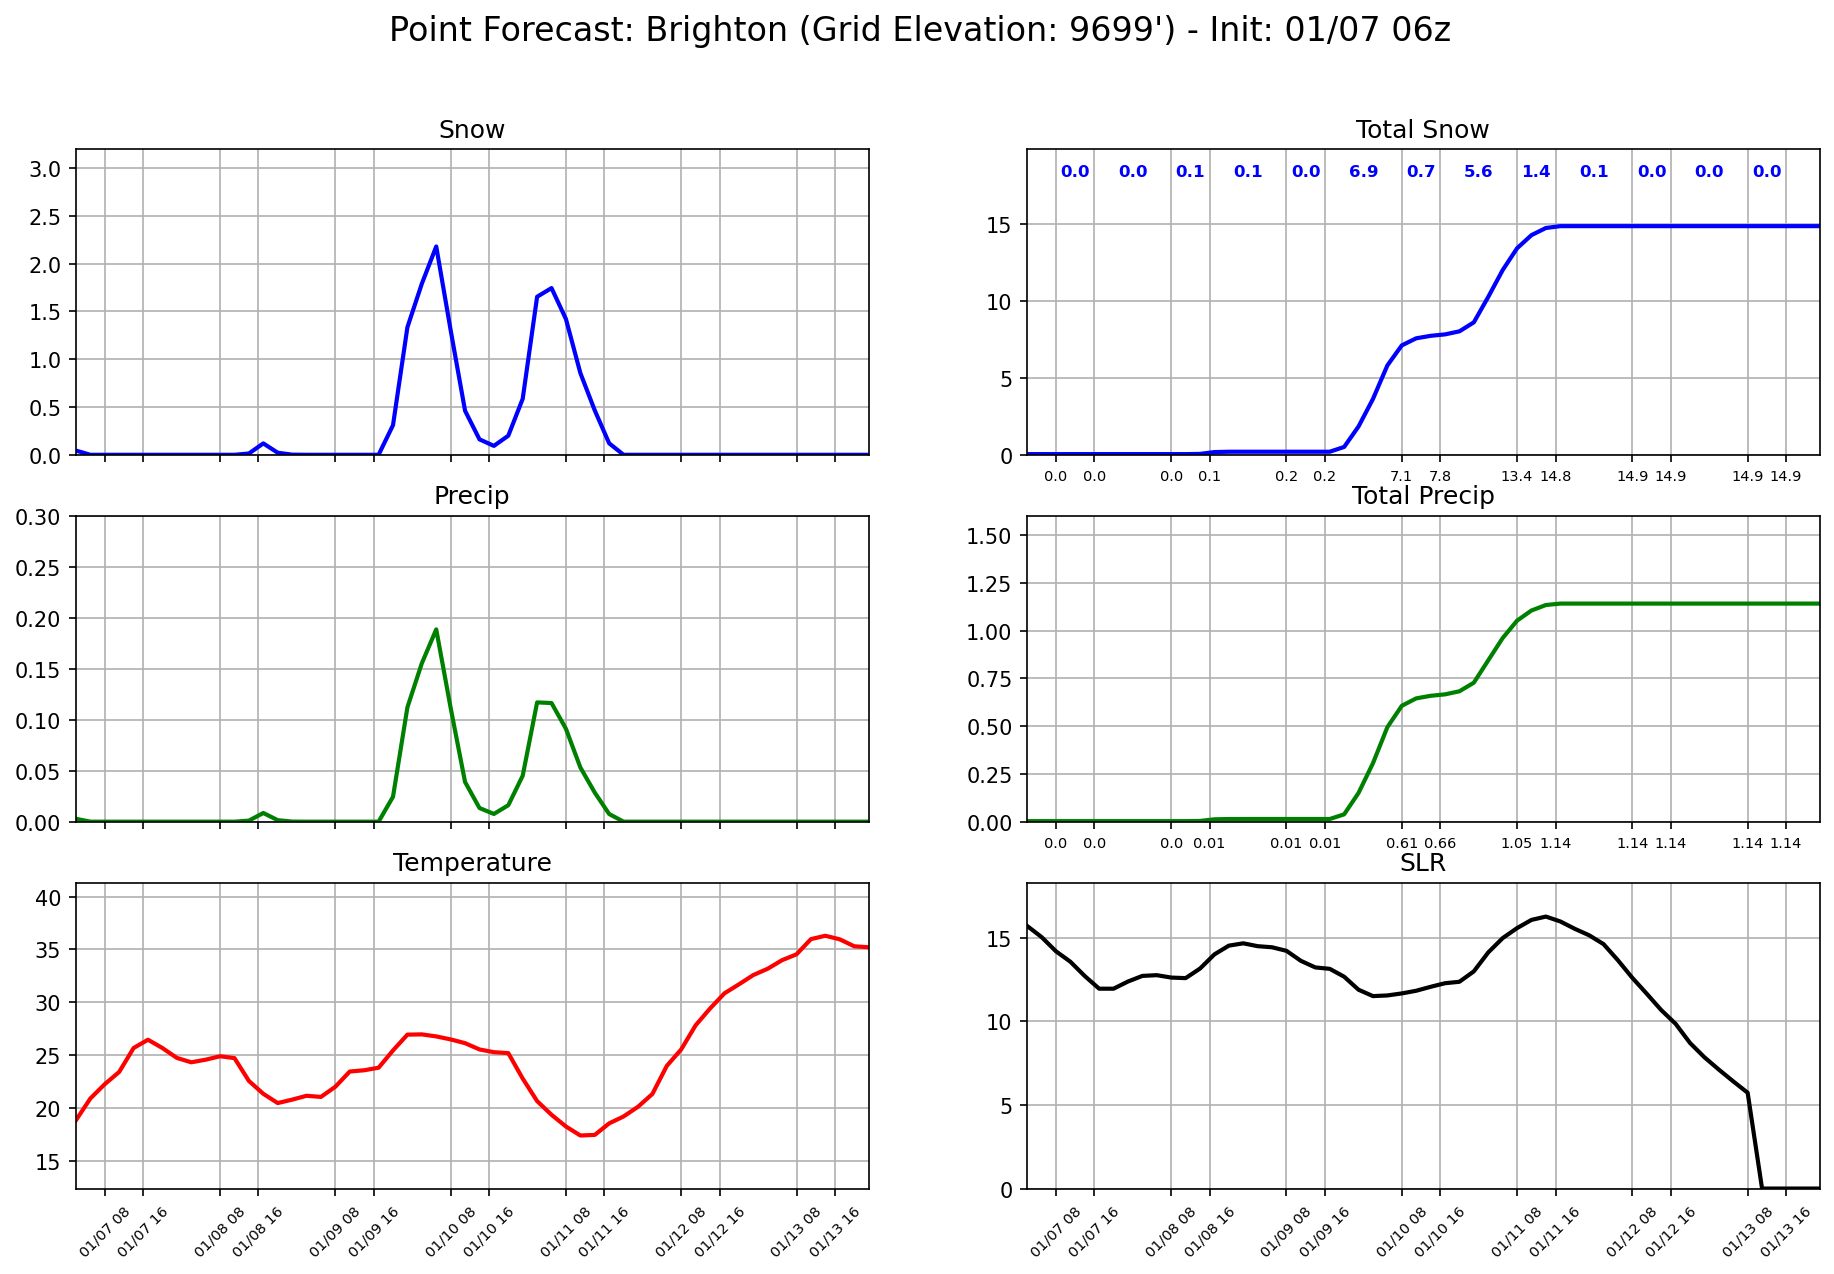 Point Forecast: Brighton (Grid Elevation: 9699') - Init: 01/07 06z
Snow
3.0
2.5
2.0
1.5
1.0
0.5
0.0
Total Snow
0.0 0.0 0.1 0.1 0.0 6.9 0.7 5.6 1.4 0.1 0.0 0.0 0.0
15
10
5
0
0.0 0.0 0.0 0.1 0.2 0.2 7.1 7.8 13.4 14.8 14.9 14.9 14.9 14.9
Precip
0.30
0.25
0.20
0.15
0.10
0.05
0.00
Total Precip
1.50
1.25
1.00
0.75
0.50
0.25
0.00
0.0 0.0 0.0 0.01 0.01 0.01 0.61 0.66 1.05 1.14 1.14 1.14 1.14 1.14
Temperature
40
35
30
25
20
15
01/07 08 01/07 16 01/08 08 01/08 16 01/09 08 01/09 16 01/10 08 01/10 16 01/11 08 01/11 16 01/12 08 01/12 16 01/13 08 01/13 16
SLR
15
10
5
0
01/07 08 01/07 16 01/08 08 01/08 16 01/09 08 01/09 16 01/10 08 01/10 16 01/11 08 01/11 16 01/12 08 01/12 16 01/13 08 01/13 16